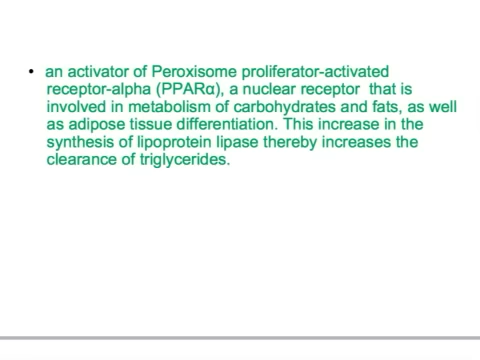 • an activator of Peroxisome proliferator-activated
receptor-alpha (PPARα), a nuclear receptor that is
involved in metabolism of carbohydrates and fats, as well
as adipose tissue differentiation. This increase in the
synthesis of lipoprotein lipase thereby increases the
clearance of triglycerides.